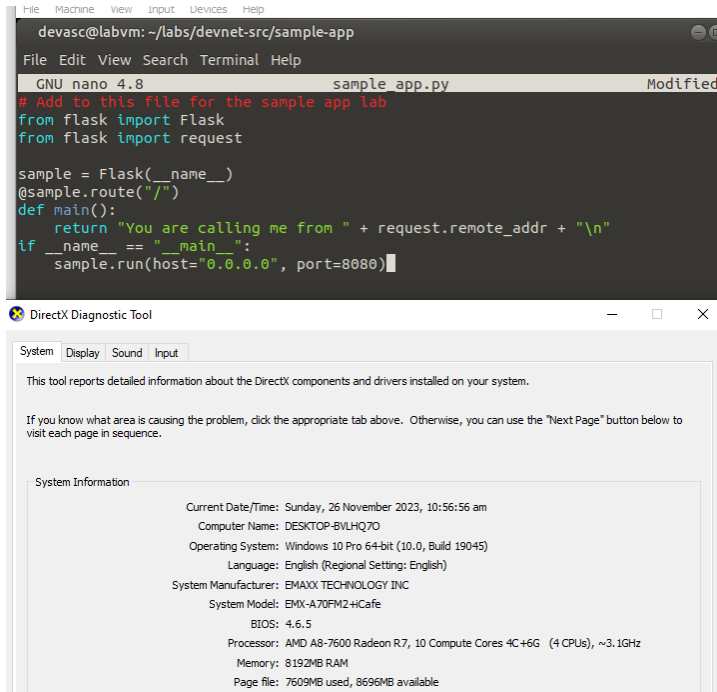 File Machine View Input Devices Help
devasc@labvm: ~/labs/devnet-src/sample-app
File Edit View Search Terminal Help
GNU nano 4.8 sample_app.py Modified
# Add to this file for the sample app lab
from flask import Flask
from flask import request
sample = Flask(__name__)
@sample.route("/")
def main():
    return "You are calling me from " + request.remote_addr + "\n"
if __name__ == "__main__":
    sample.run(host="0.0.0.0", port=8080)
DirectX Diagnostic Tool
System Display Sound Input
This tool reports detailed information about the DirectX components and drivers installed on your system.
If you know what area is causing the problem, click the appropriate tab above. Otherwise, you can use the "Next Page" button below to
visit each page in sequence.
System Information
Current Date/Time: Sunday, 26 November 2023, 10:56:56 am
Computer Name: DESKTOP-BVLHQ7O
Operating System: Windows 10 Pro 64-bit (10.0, Build 19045)
Language: English (Regional Setting: English)
System Manufacturer: EMAXX TECHNOLOGY INC
System Model: EMX-A70FM2+iCafe
BIOS: 4.6.5
Processor: AMD A8-7600 Radeon R7, 10 Compute Cores 4C+6G (4 CPUs), ~3.1GHz
Memory: 8192MB RAM
Page file: 7609MB used, 8696MB available